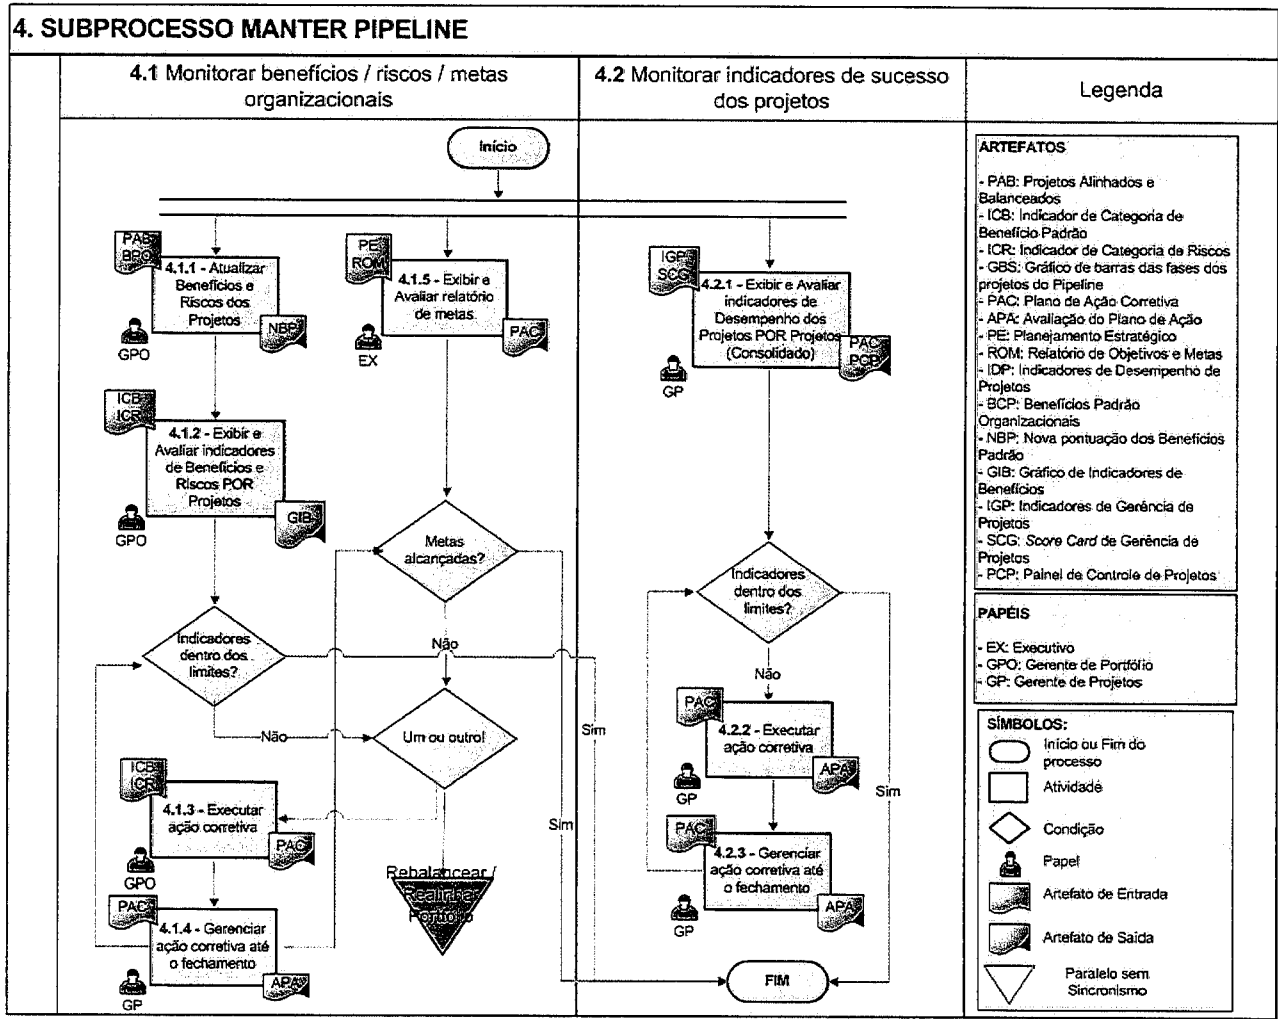 4. SUBPROCESSO MANTER PIPELINE
4.1 Monitorar benefícios / riscos / metas
organizacionais
4.2 Monitorar indicadores de sucesso
dos projetos
Legenda
Início
PAB
BPO
4.1.1 - Atualizar
Benefícios e
Riscos dos
Projetos
NBP
GPO
PE
ROM
4.1.5 - Exibir e
Avaliar relatório
de metas
PAC
EX
IGP
SCG
4.2.1 - Exibir e Avaliar
indicadores de
Desempenho dos
Projetos POR Projetos
(Consolidado)
PAC
PCP
GP
ICB
ICR
4.1.2 - Exibir e
Avaliar indicadores
de Benefícios e
Riscos POR
Projetos
GIB
GPO
Metas
alcançadas?
Não
Indicadores
dentro dos
limites?
Não
Um ou outro!
Sim
Sim
Indicadores
dentro dos
limites?
Não
Sim
ICB
ICR
4.1.3 - Executar
ação corretiva
PAC
GPO
PAC
4.1.4 - Gerenciar
ação corretiva até
o fechamento
APA
GP
Rebalancear /
Realinhar
Portfólio
PAC
4.2.2 - Executar
ação corretiva
APA
GP
PAC
4.2.3 - Gerenciar
ação corretiva até
o fechamento
APA
GP
FIM
ARTEFATOS
- PAB: Projetos Alinhados e
Balanceados
- ICB: Indicador de Categoria de
Benefício Padrão
- ICR: Indicador de Categoria de Riscos
- GBS: Gráfico de barras das fases dos
projetos do Pipeline
- PAC: Plano de Ação Corretiva
- APA: Avaliação do Plano de Ação
- PE: Planejamento Estratégico
- ROM: Relatório de Objetivos e Metas
- IDP: Indicadores de Desempenho de
Projetos
- BCP: Benefícios Padrão
Organizacionais
- NBP: Nova pontuação dos Benefícios
Padrão
- GIB: Gráfico de Indicadores de
Benefícios
- IGP: Indicadores de Gerência de
Projetos
- SCG: Score Card de Gerência de
Projetos
- PCP: Painel de Controle de Projetos
PAPÉIS
- EX: Executivo
- GPO: Gerente de Portfólio
- GP: Gerente de Projetos
SÍMBOLOS:
Início ou Fim do
processo
Atividade
Condição
Papel
Artefato de Entrada
Artefato de Saída
Paralelo sem
Sincronismo